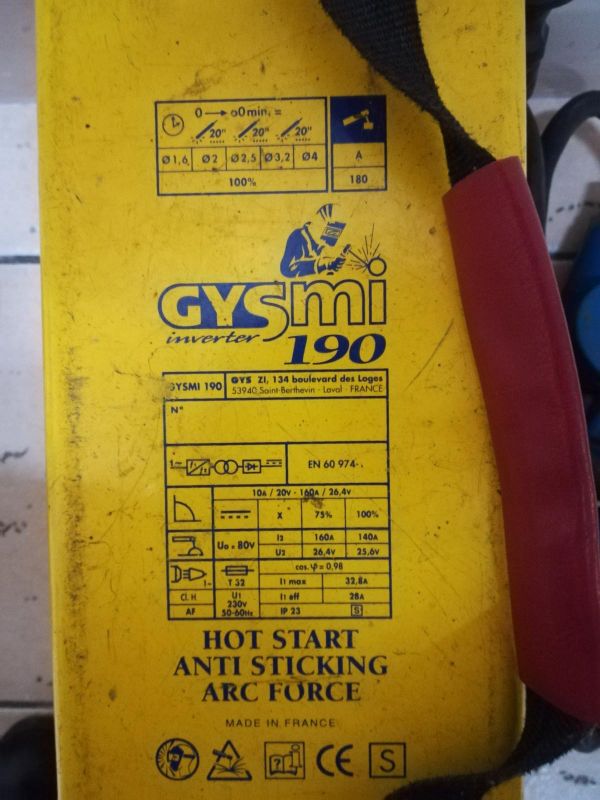 0 → 60min. =
20" 20" 20"
Ø1,6 Ø2 Ø2,5 Ø3,2 Ø4 A
100% 180
GYSmi
inverter 190
GYSMI 190 GYS ZI, 134 boulevard des Loges
53940 Saint-Berthevin - Laval - FRANCE
N°
1~ EN 60 974-
10A / 20V - 160A / 26,4V
X 75% 100%
U0 = 80V I2 160A 140A
U2 26,4V 25,6V
cos. φ = 0,98
1~ T 32 I1 max 32,8A
Cl. H U1 I1 eff 28A
AF 230V
50-60Hz IP 23 S
HOT START
ANTI STICKING
ARC FORCE
MADE IN FRANCE
? i CE S